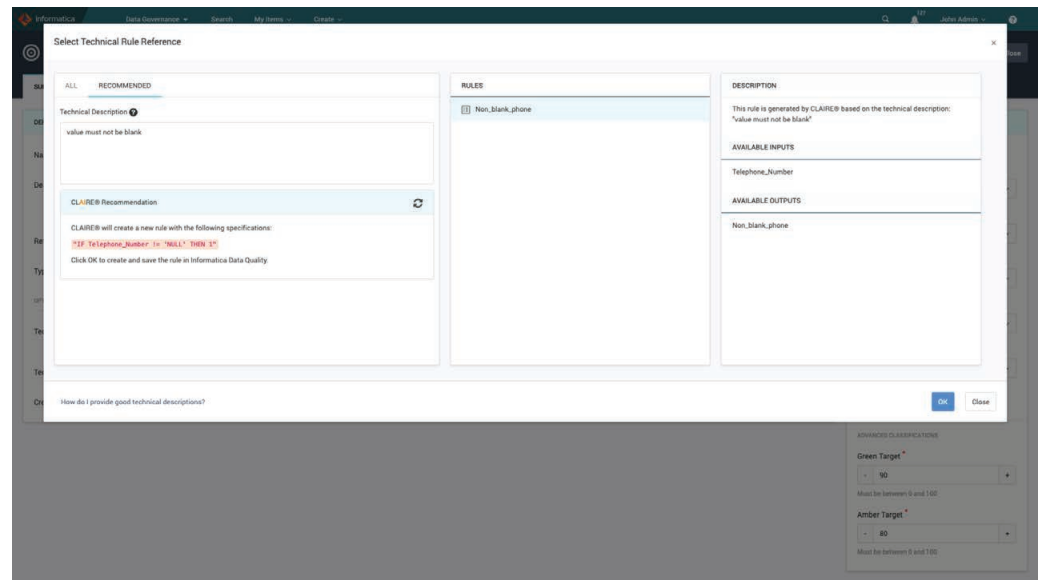 Informatica Data Governance Search My Items Create 127 John Admin
Select Technical Rule Reference
ALL RECOMMENDED
Technical Description
value must not be blank
CLAIRE® Recommendation
CLAIRE® will create a new rule with the following specifications:
"IF Telephone_Number != 'NULL' THEN 1"
Click OK to create and save the rule in Informatica Data Quality.
RULES
Non_blank_phone
DESCRIPTION
This rule is generated by CLAIRE® based on the technical description:
"value must not be blank"
AVAILABLE INPUTS
Telephone_Number
AVAILABLE OUTPUTS
Non_blank_phone
How do I provide good technical descriptions?
OK Close
ADVANCED CLASSIFICATIONS
Green Target *
- 90 +
Must be between 0 and 100
Amber Target *
- 80 +
Must be between 0 and 100